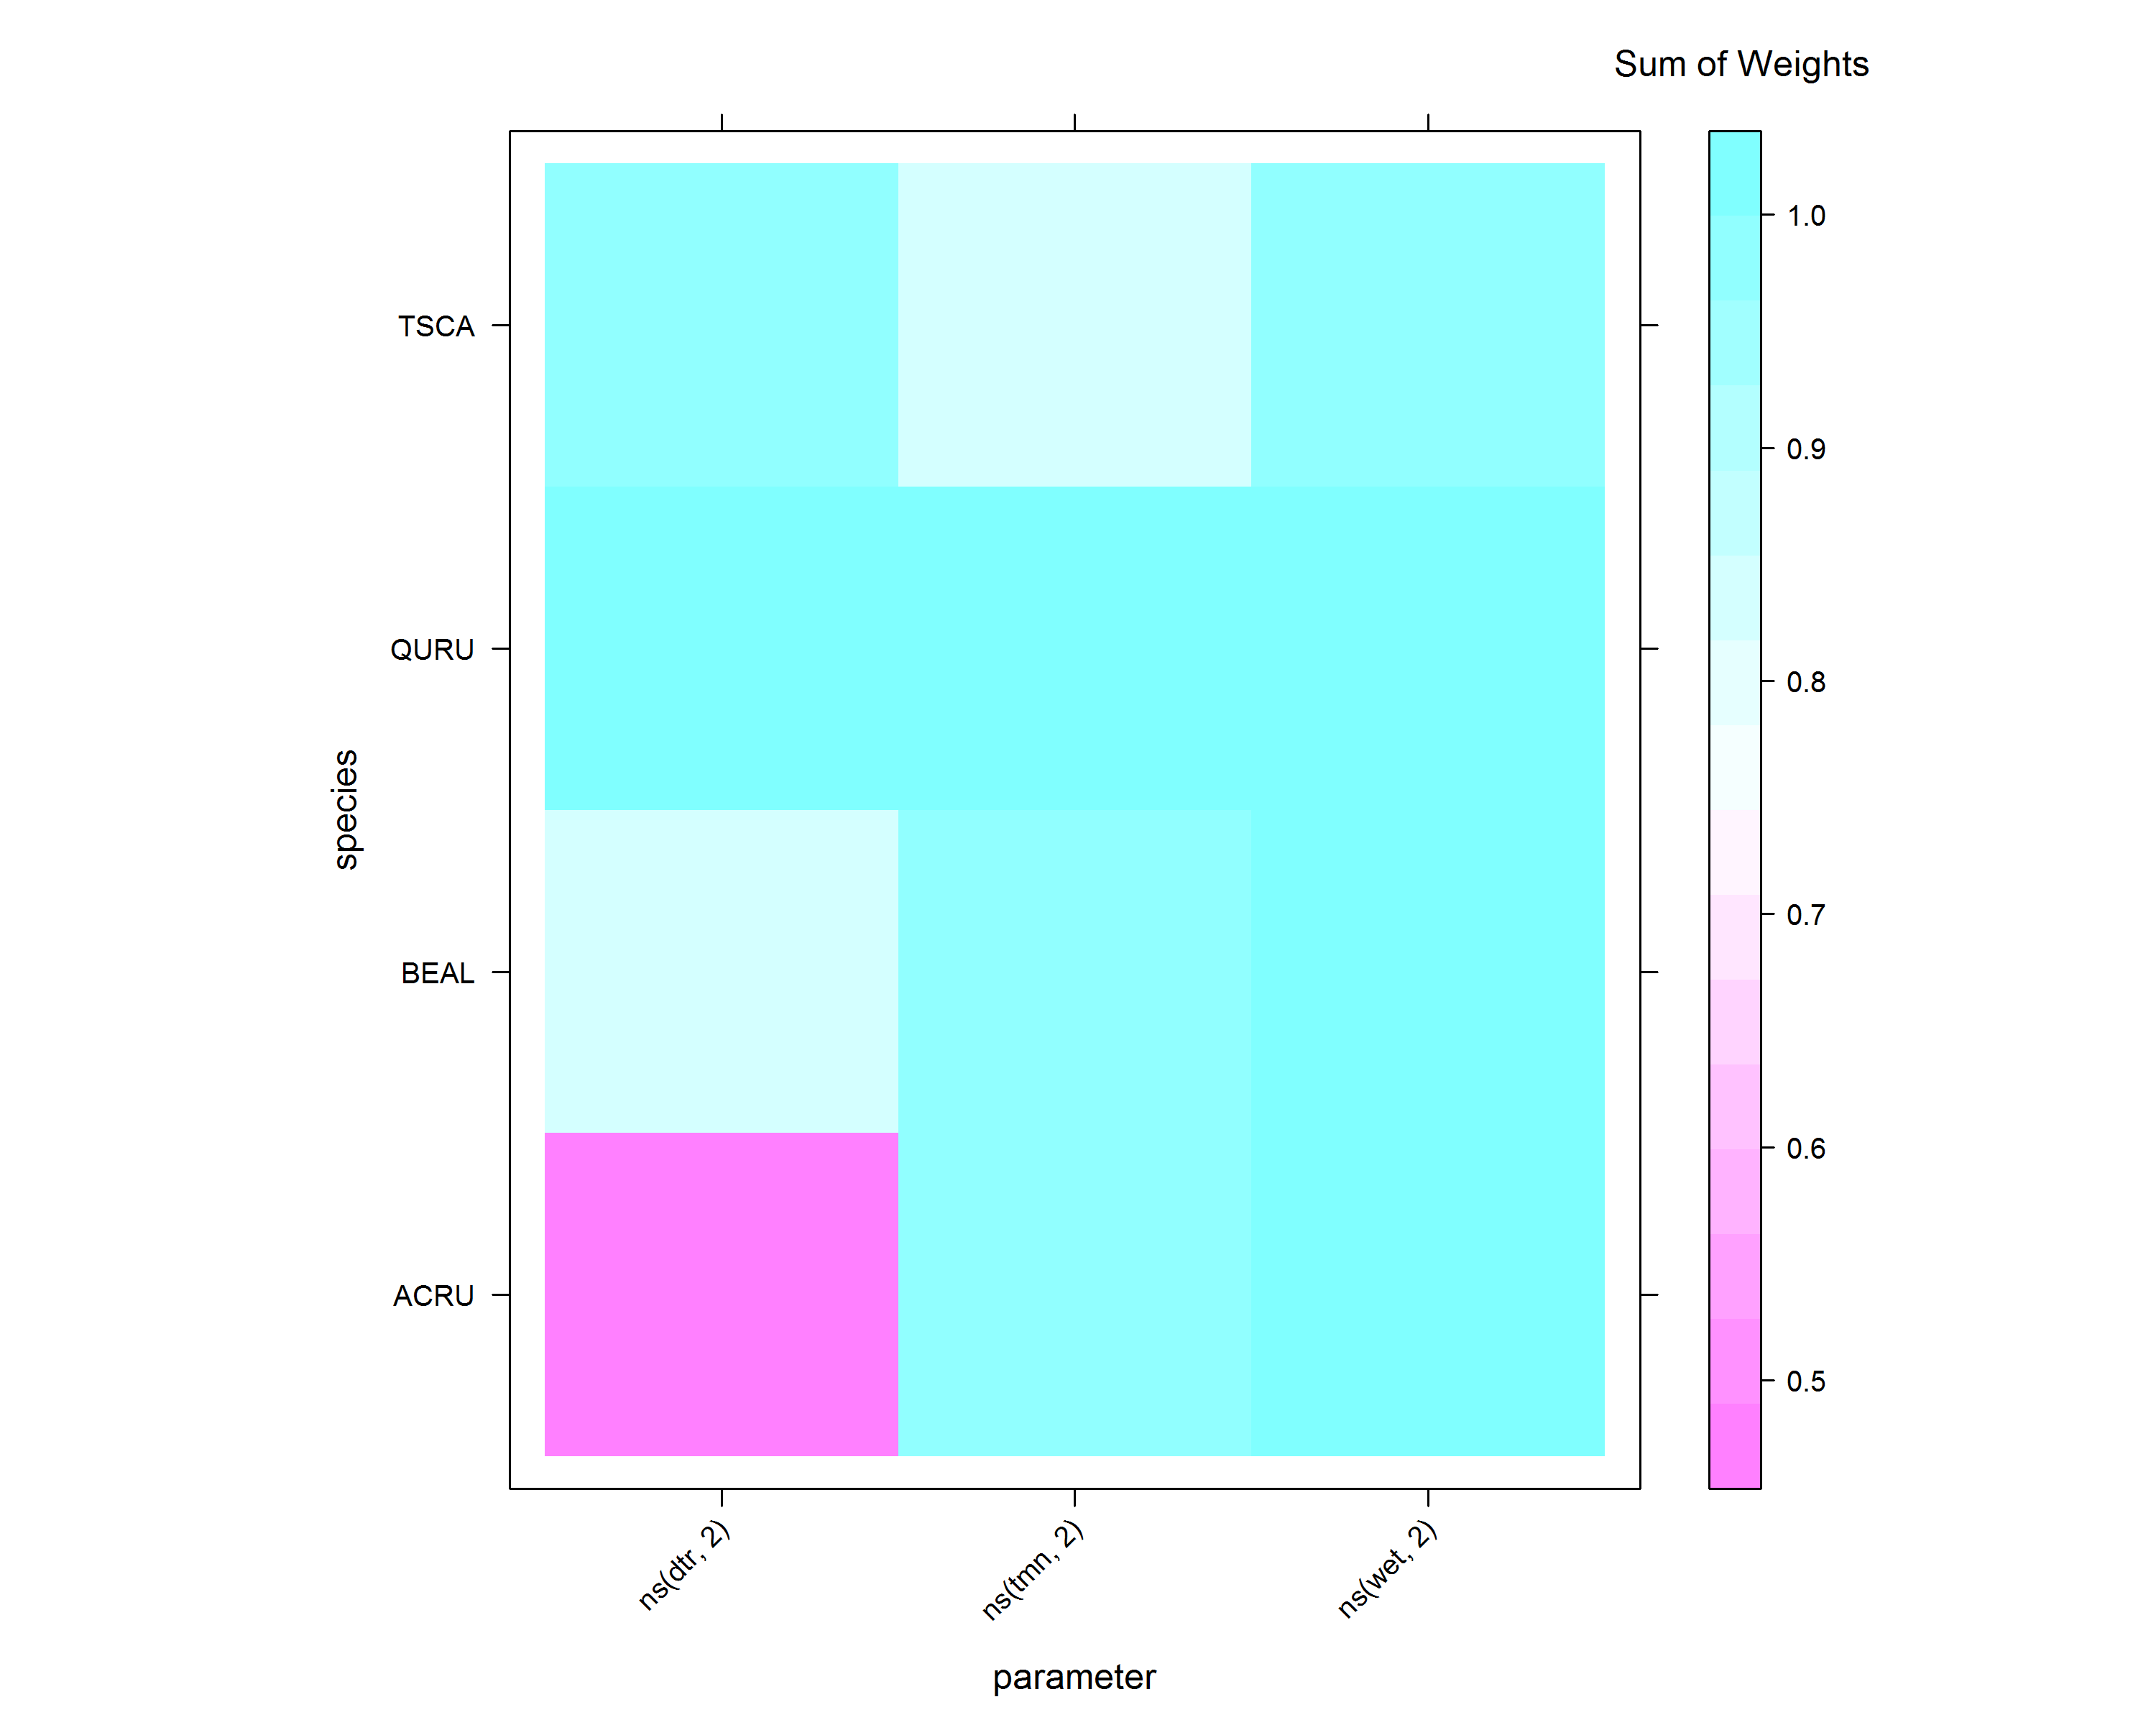 Sum of Weights
1.0
0.9
0.8
0.7
0.6
0.5
TSCA
QURU
BEAL
ACRU
species
ns(dtr, 2)
ns(tmn, 2)
ns(wet, 2)
parameter